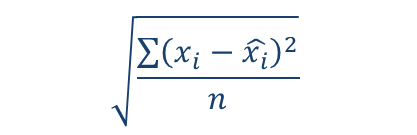 √(∑(xᵢ − x̂ᵢ)² / n)